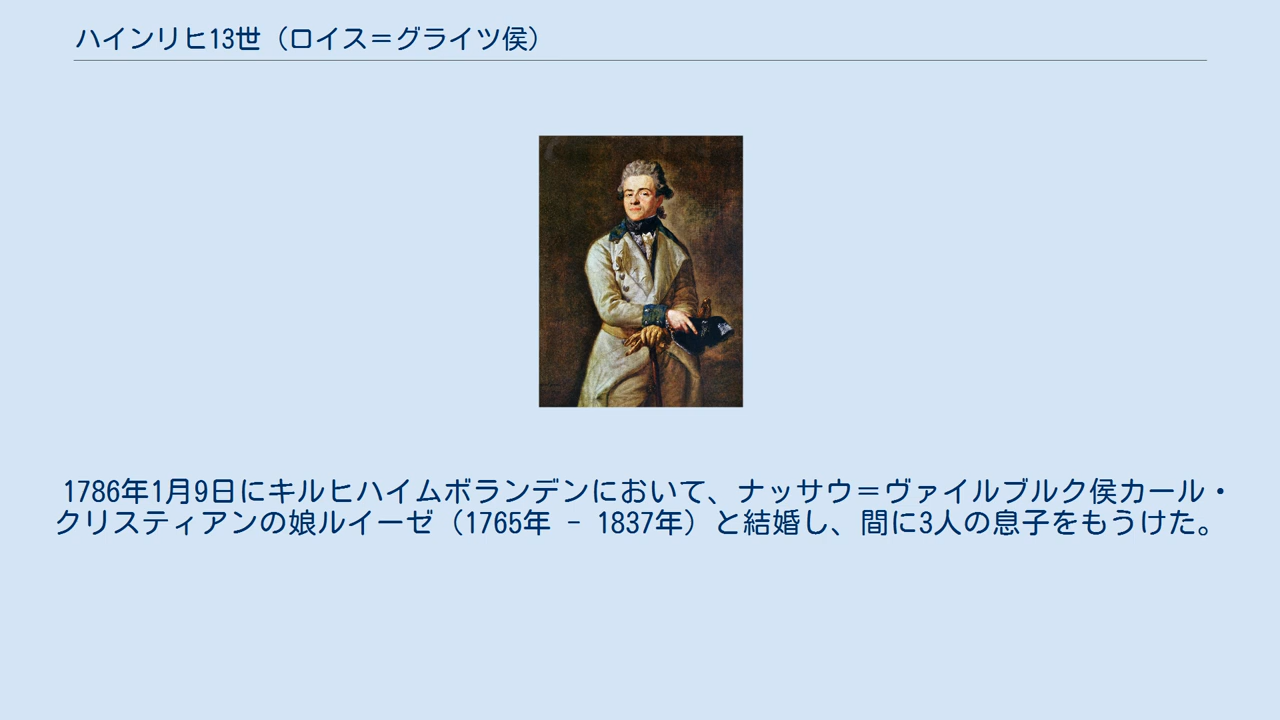 ハインリヒ13世（ロイス＝グライツ侯）
1786年1月9日にキルヒハイムボランデンにおいて、ナッサウ＝ヴァイルブルク侯カール・
クリスティアンの娘ルイーゼ（1765年 – 1837年）と結婚し、間に3人の息子をもうけた。